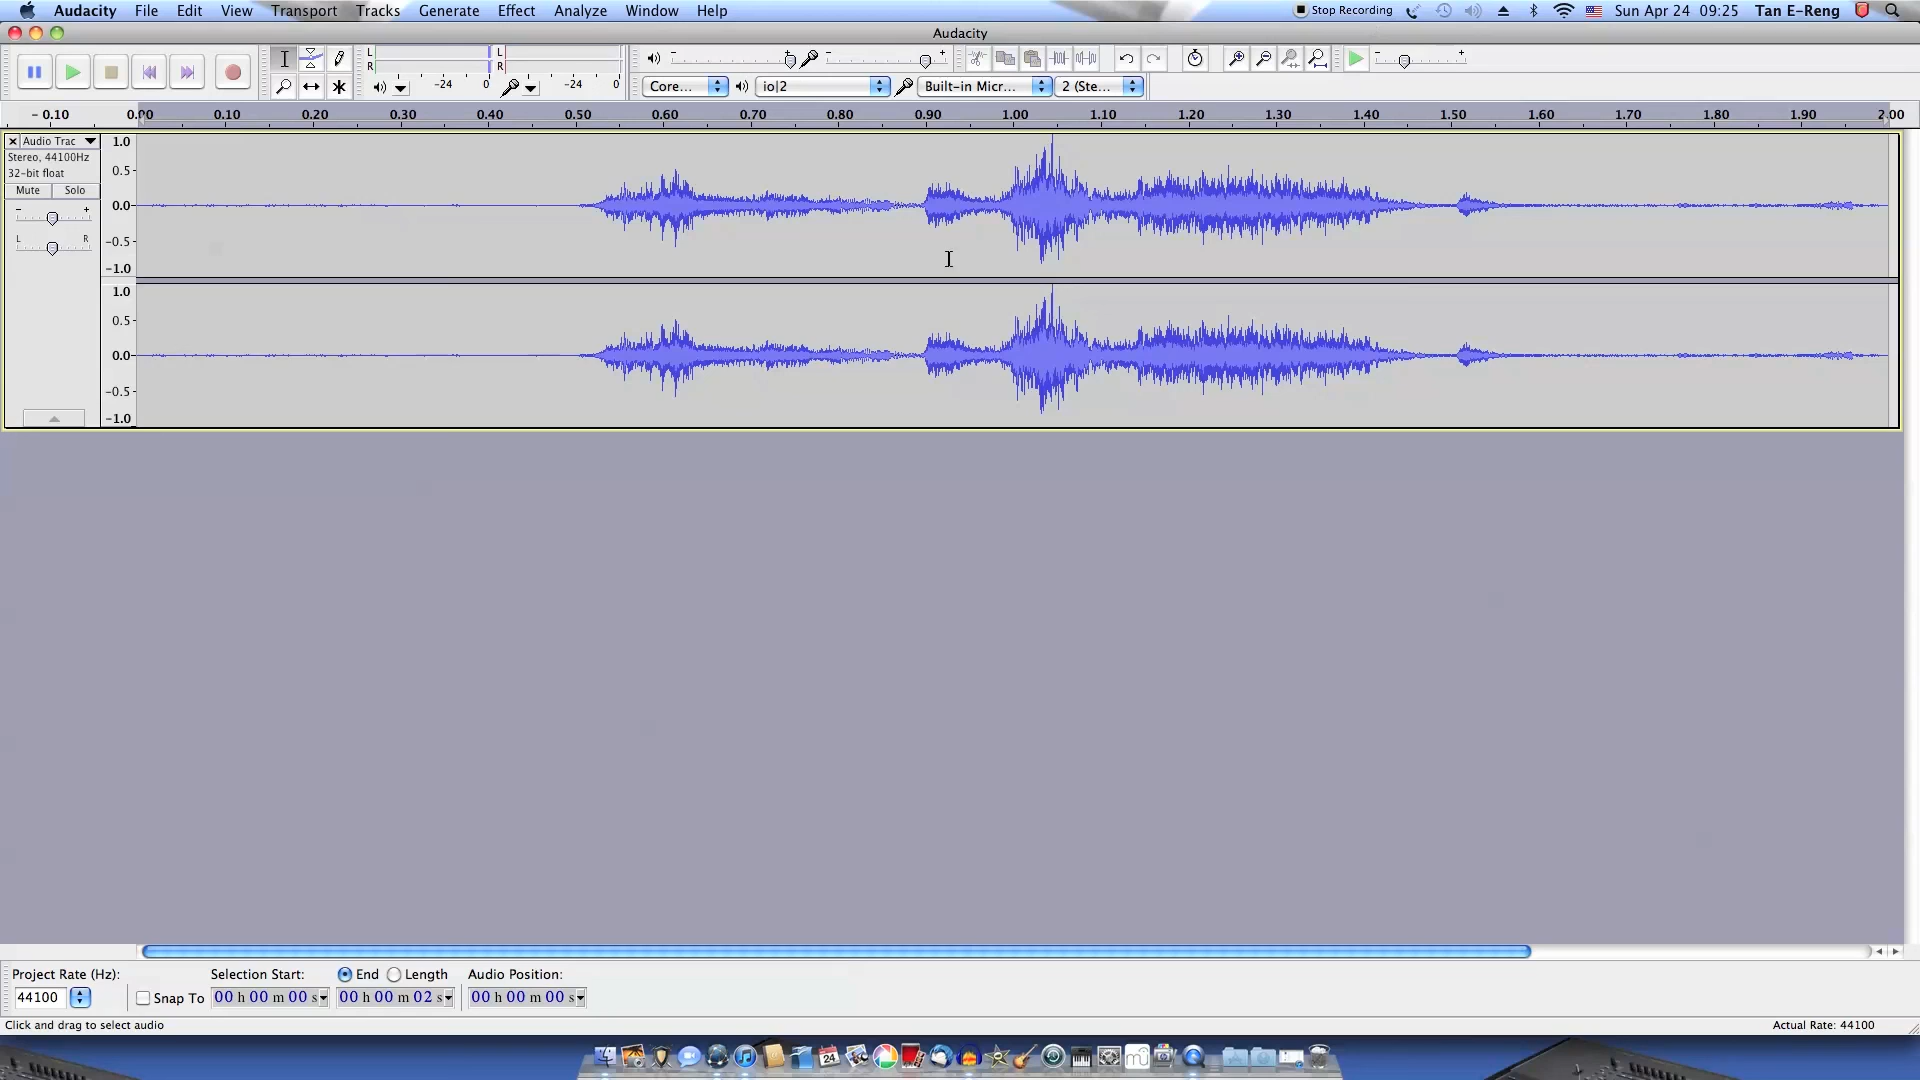 Audacity File Edit View Transport Tracks Generate Effect Analyze Window Help Stop Recording Sun Apr 24 09:25 Tan E-Reng
Audacity
L R -24 0 L R -24 0
Core... io|2 Built-in Micr... 2 (Ste...
- 0.10 0.00 0.10 0.20 0.30 0.40 0.50 0.60 0.70 0.80 0.90 1.00 1.10 1.20 1.30 1.40 1.50 1.60 1.70 1.80 1.90 2.00
Audio Trac
Stereo, 44100Hz
32-bit float
Mute Solo
- +
L R
1.0
0.5-
0.0-
-0.5-
-1.0
1.0
0.5-
0.0-
-0.5-
-1.0
Project Rate (Hz): Selection Start: End Length Audio Position:
44100 Snap To 00 h 00 m 00 s 00 h 00 m 02 s 00 h 00 m 00 s
Click and drag to select audio Actual Rate: 44100
24